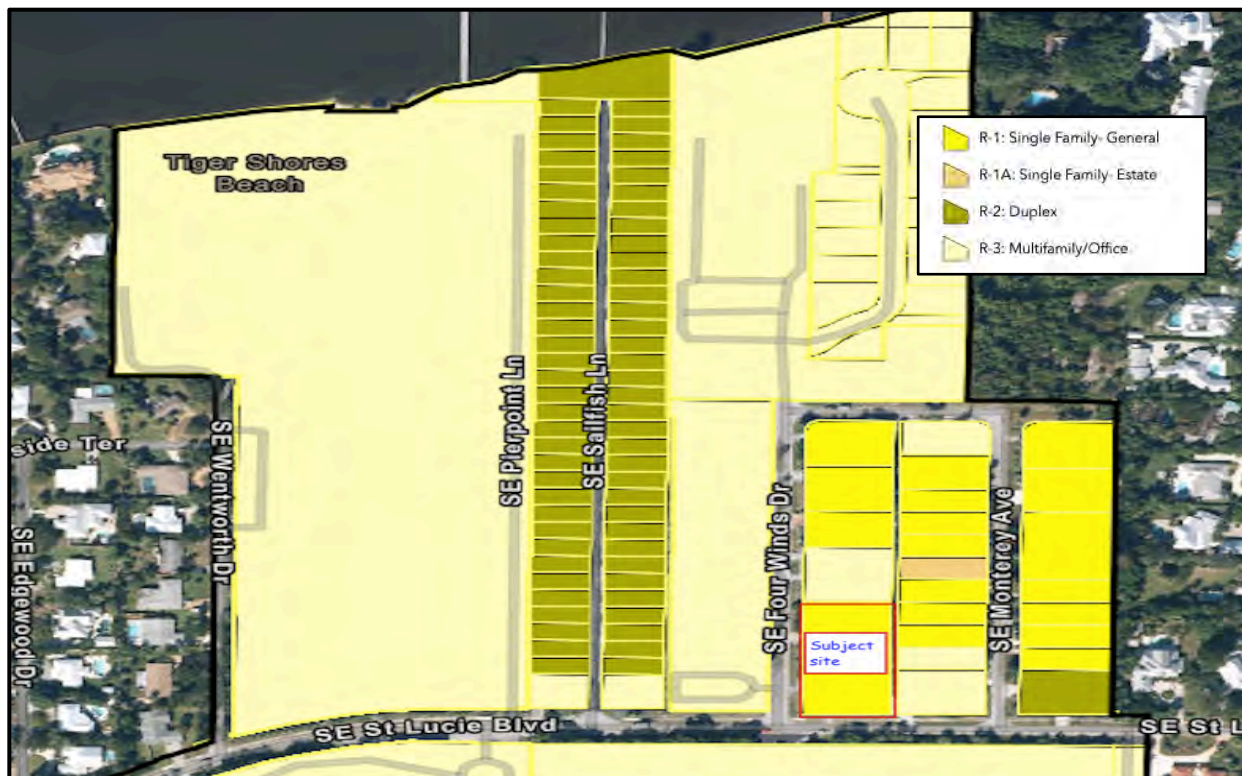 Tiger Shores
Beach
R-1: Single Family- General
R-1A: Single Family- Estate
R-2: Duplex
R-3: Multifamily/Office
SE Pierpoint Ln
SE Sailfish Ln
side Ter
SE Wentworth Dr
SE Edgewood Dr
SE Four Winds Dr
SE Monterey Ave
Subject
site
SE St Lucie Blvd
SE St L